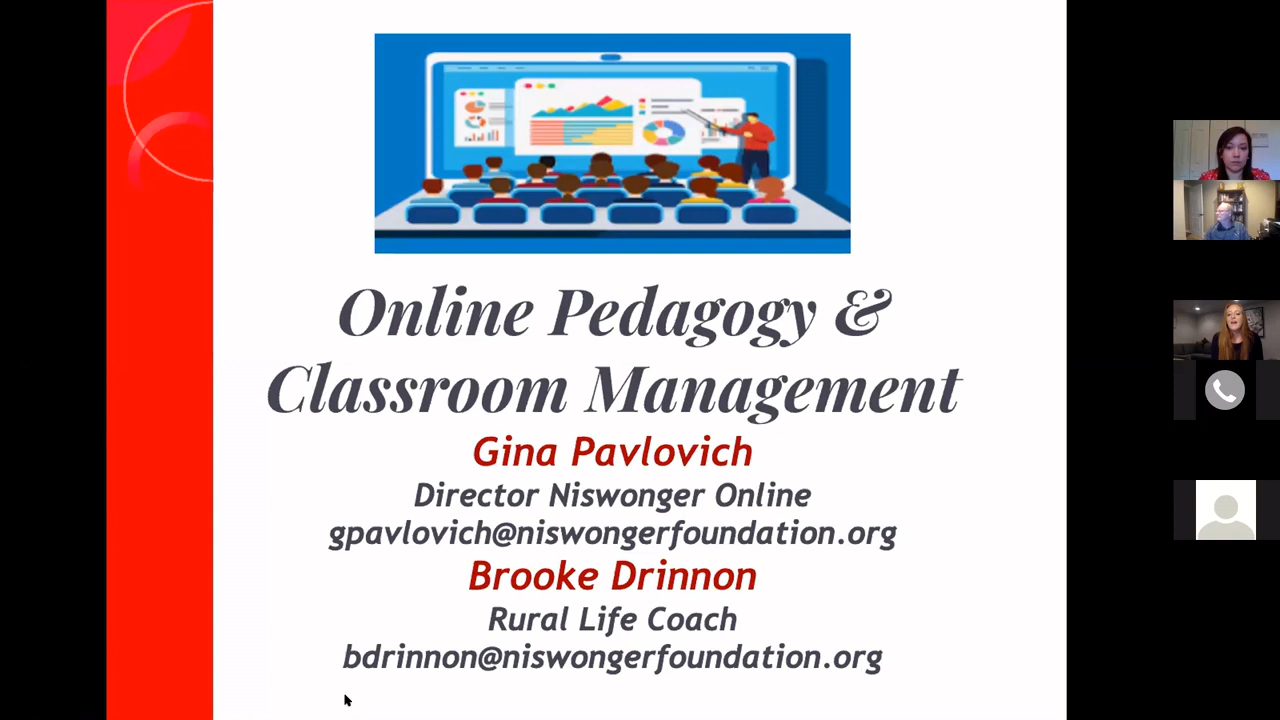 Online Pedagogy &
Classroom Management
Gina Pavlovich
Director Niswonger Online
gpavlovich@niswongerfoundation.org
Brooke Drinnon
Rural Life Coach
bdrinnon@niswongerfoundation.org